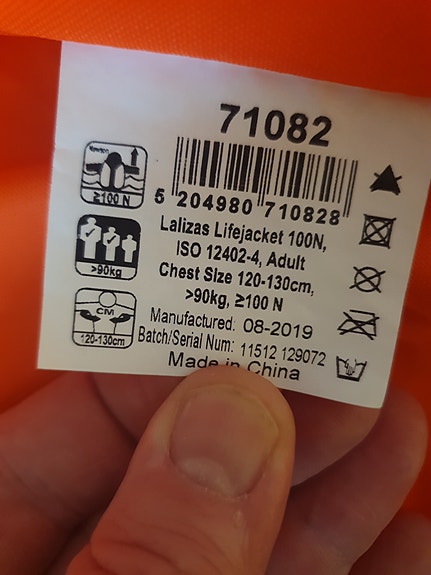 71082
Newton
≥100 N
5 204980 710828
Lalizas Lifejacket 100N,
ISO 12402-4, Adult
>90kg
Chest Size 120-130cm,
>90kg, ≥100 N
CM
120-130cm
Manufactured: 08-2019
Batch/Serial Num: 11512 129072
Made in China